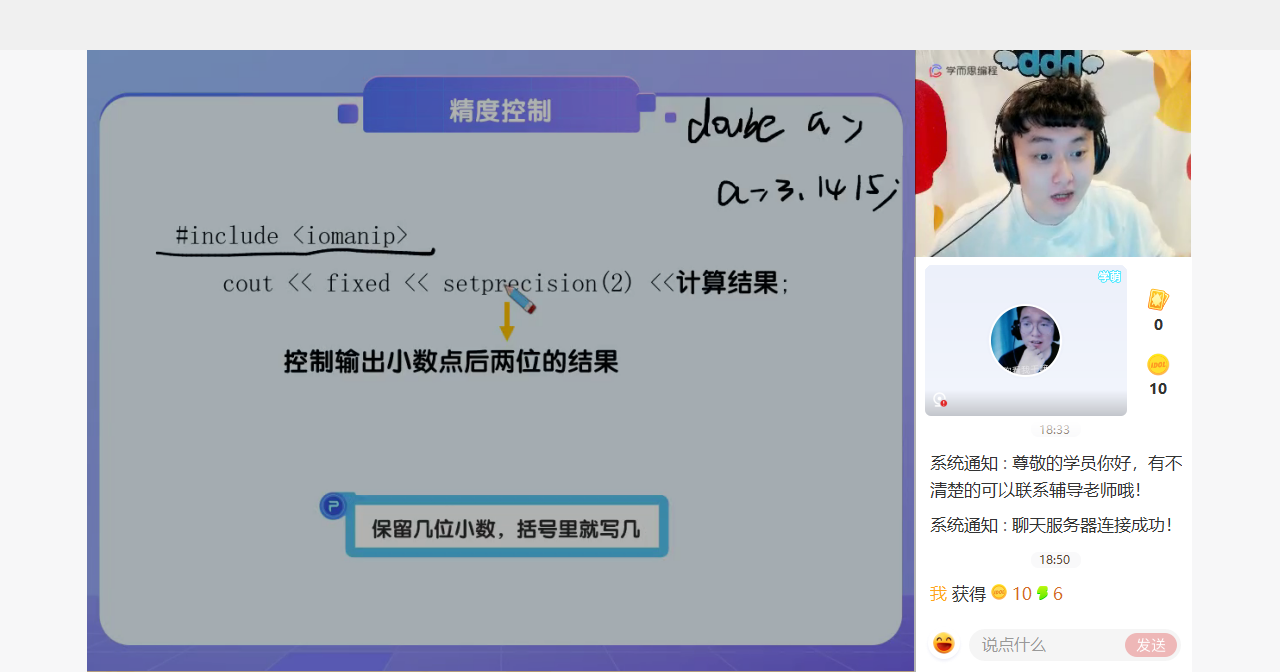 精度控制
double a;
a=3.1415;
#include <iomanip>
cout << fixed << setprecision(2) <<计算结果;
控制输出小数点后两位的结果
保留几位小数，括号里就写几
学而思编程
ddd
学萌
0
10
18:33
系统通知 : 尊敬的学员你好，有不
清楚的可以联系辅导老师哦！
系统通知 : 聊天服务器连接成功！
18:50
我 获得 10 6
说点什么
发送